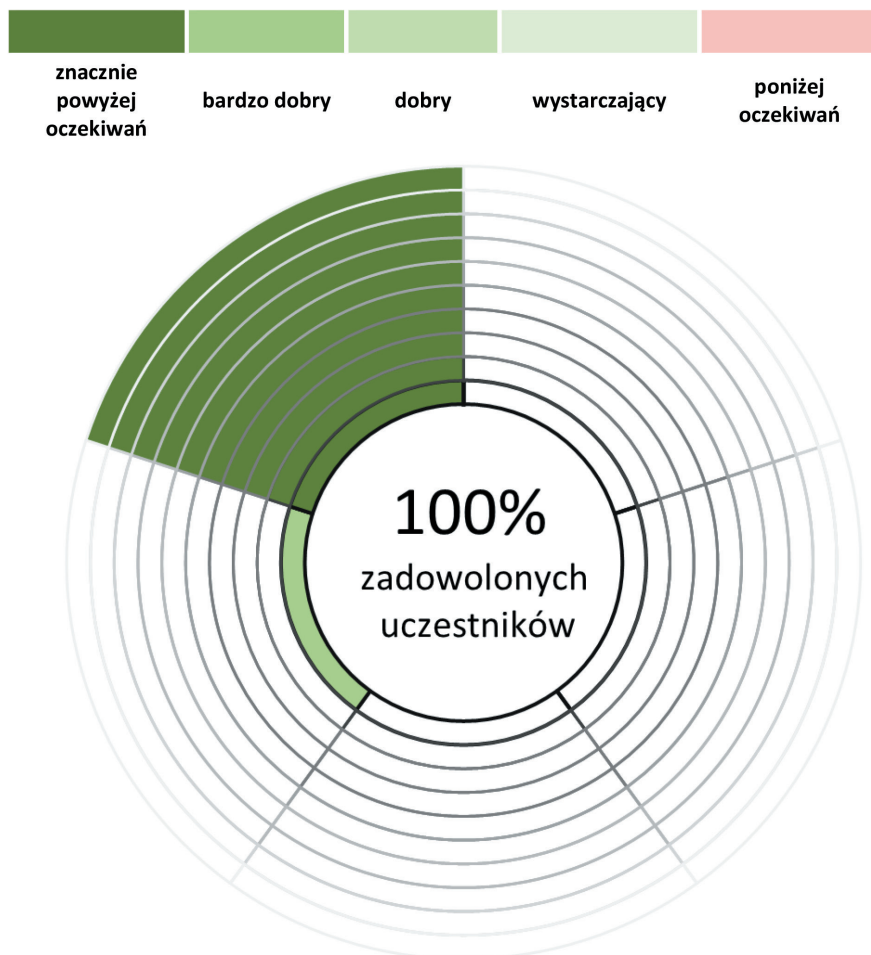 znacznie
powyżej
oczekiwań
bardzo dobry
dobry
wystarczający
poniżej
oczekiwań
100%
zadowolonych
uczestników